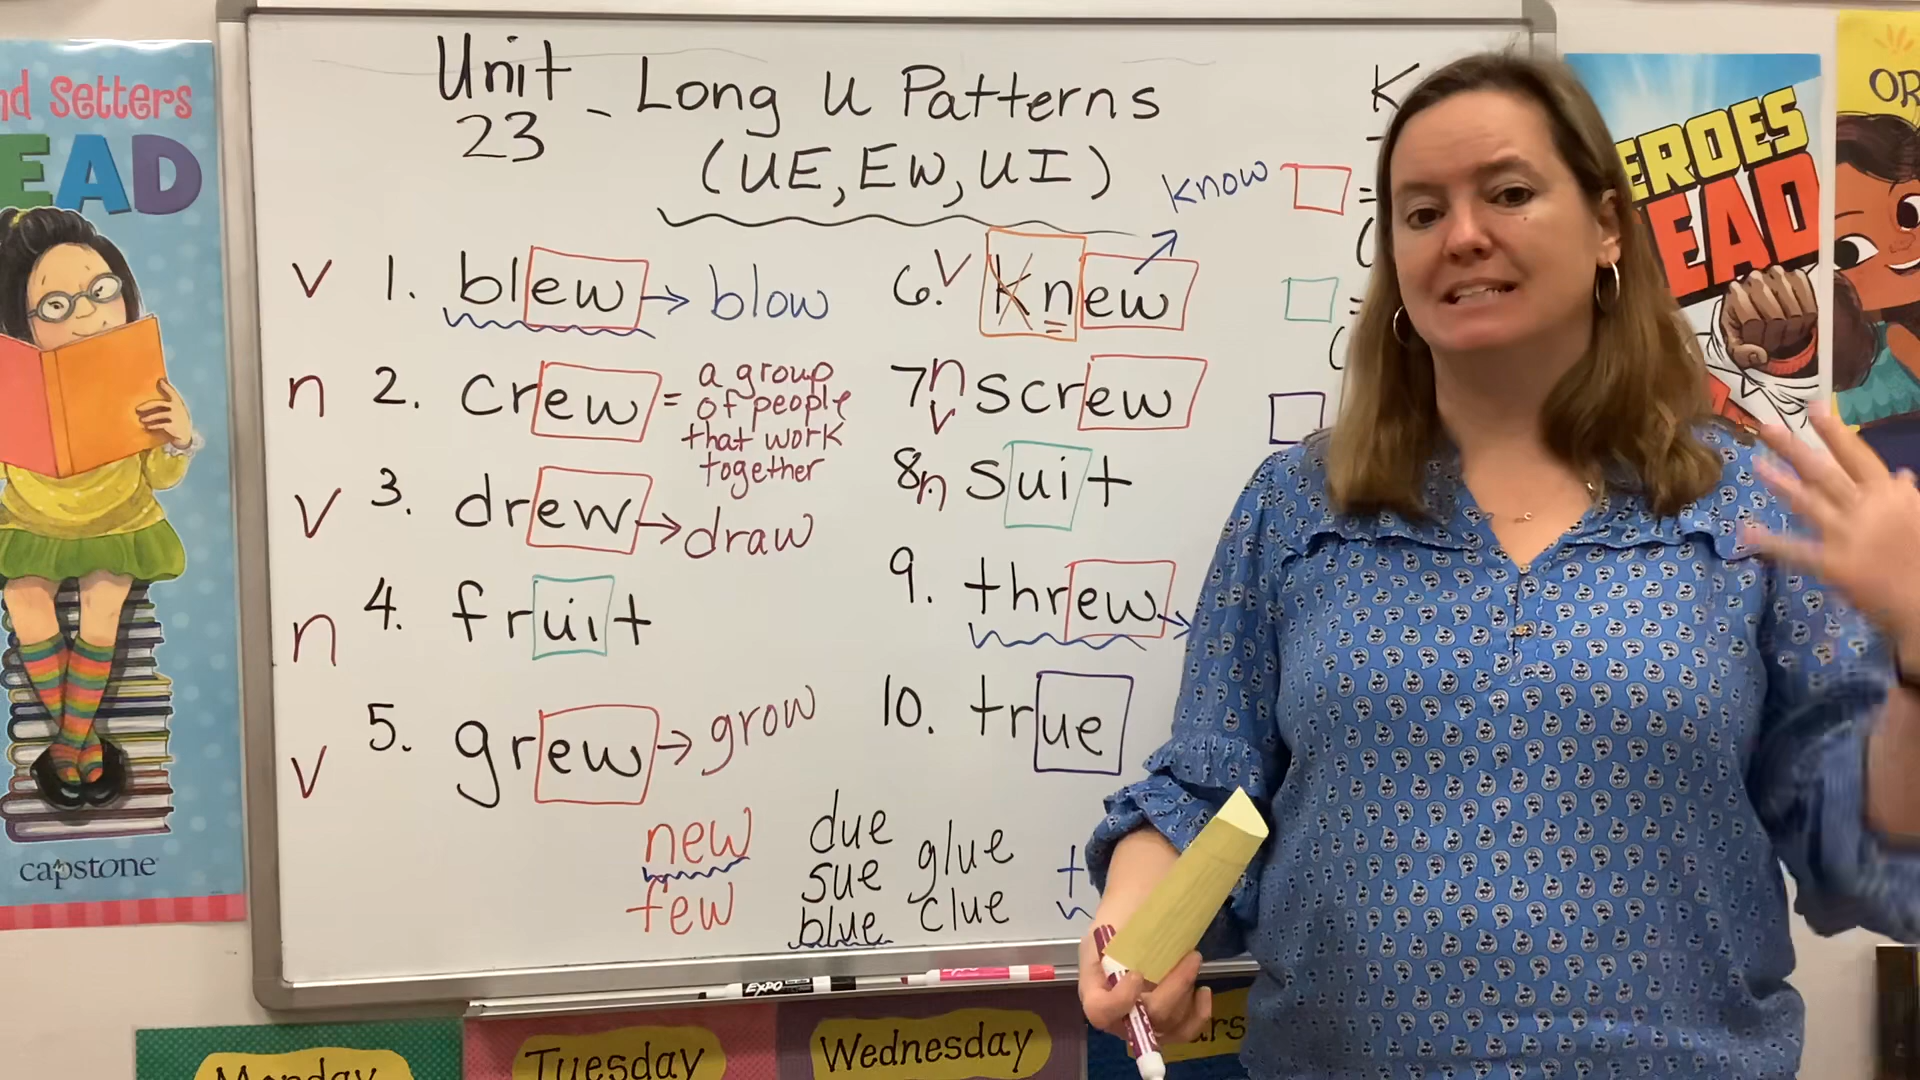 Unit 23 - Long U Patterns
(UE, EW, UI)
know
v 1. blew → blow
n 2. crew = a group of people that work together
v 3. drew → draw
n 4. fruit
v 5. grew → grow
6. v Knew
7. n v screw
8. n suit
9. threw →
10. true
new
few
due
sue
blue
glue
clue
K
nd Setters
EAD
capstone
EROES
EAD
OR
EXPO
Monday
Tuesday
Wednesday